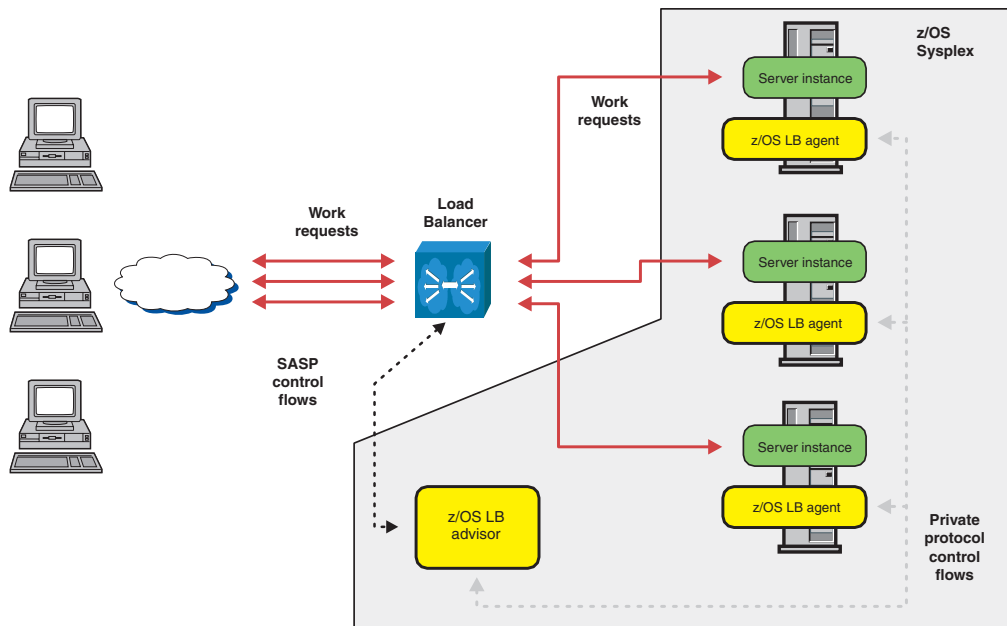 z/OS
Sysplex
Server instance
Work
requests
z/OS LB agent
Load
Balancer
Work
requests
Server instance
z/OS LB agent
SASP
control
flows
Server instance
z/OS LB agent
z/OS LB
advisor
Private
protocol
control
flows